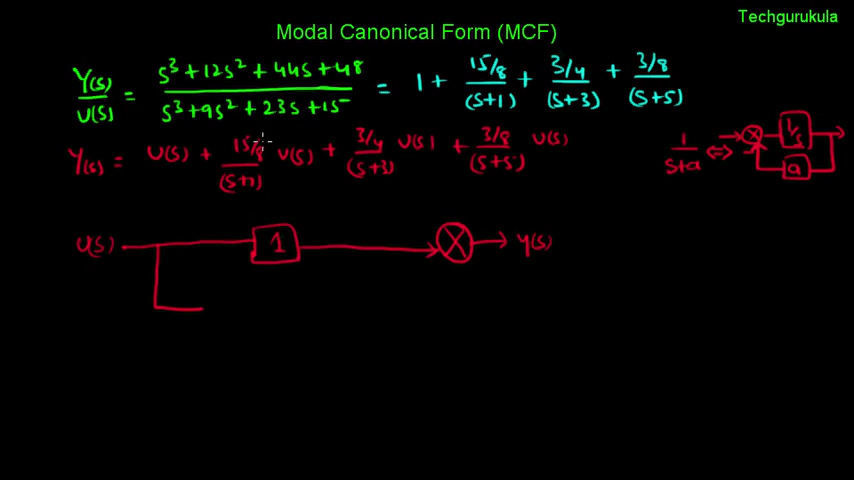 Techgurukula
Modal Canonical Form (MCF)
Y(s)/U(s) = (s³ + 12s² + 44s + 48)/(s³ + 9s² + 23s + 15) = 1 + (15/8)/(s+1) + (3/4)/(s+3) + (3/8)/(s+5)
Y(s) = U(s) + (15/8)/(s+1) U(s) + (3/4)/(s+3) U(s) + (3/8)/(s+5) U(s)
1/(s+a) ⇔ 1/s
a
U(s) 1 Y(s)